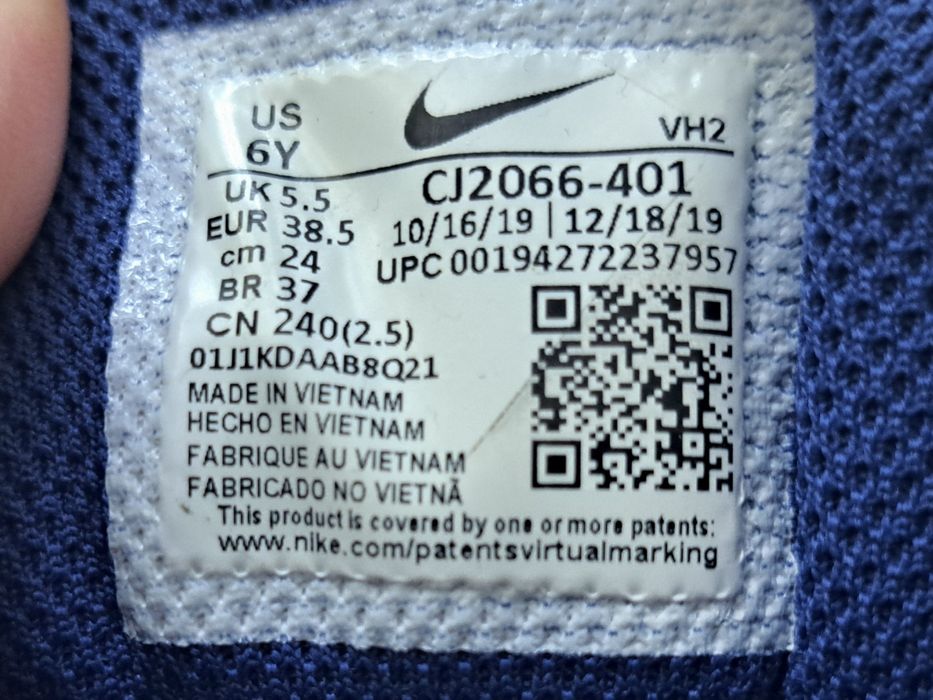 US
6Y
VH2
UK 5.5
EUR 38.5
cm 24
BR 37
CN 240(2.5)
CJ2066-401
10/16/19 | 12/18/19
UPC 00194272237957
01J1KDAAB8Q21
MADE IN VIETNAM
HECHO EN VIETNAM
FABRIQUE AU VIETNAM
FABRICADO NO VIETNÃ
This product is covered by one or more patents:
www.nike.com/patentsvirtualmarking